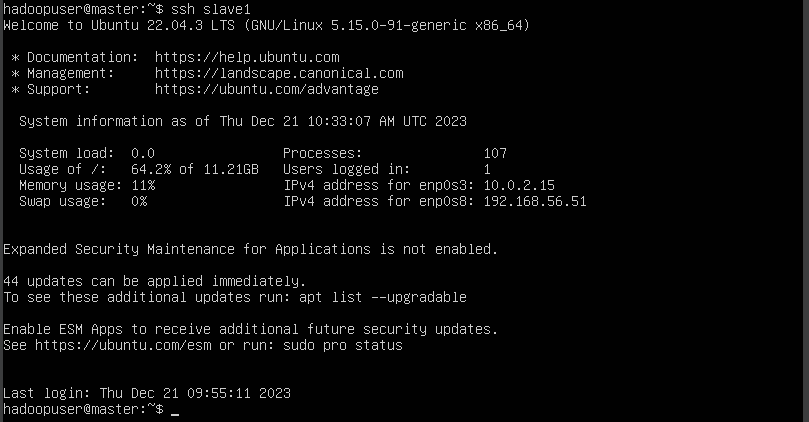 hadoopuser@master:~$ ssh slave1
Welcome to Ubuntu 22.04.3 LTS (GNU/Linux 5.15.0-91-generic x86_64)
* Documentation:  https://help.ubuntu.com
* Management:     https://landscape.canonical.com
* Support:        https://ubuntu.com/advantage
System information as of Thu Dec 21 10:33:07 AM UTC 2023
System load:  0.0                Processes:               107
Usage of /:   64.2% of 11.21GB   Users logged in:         1
Memory usage: 11%                IPv4 address for enp0s3: 10.0.2.15
Swap usage:   0%                 IPv4 address for enp0s8: 192.168.56.51
Expanded Security Maintenance for Applications is not enabled.
44 updates can be applied immediately.
To see these additional updates run: apt list --upgradable
Enable ESM Apps to receive additional future security updates.
See https://ubuntu.com/esm or run: sudo pro status
Last login: Thu Dec 21 09:55:11 2023
hadoopuser@master:~$ _